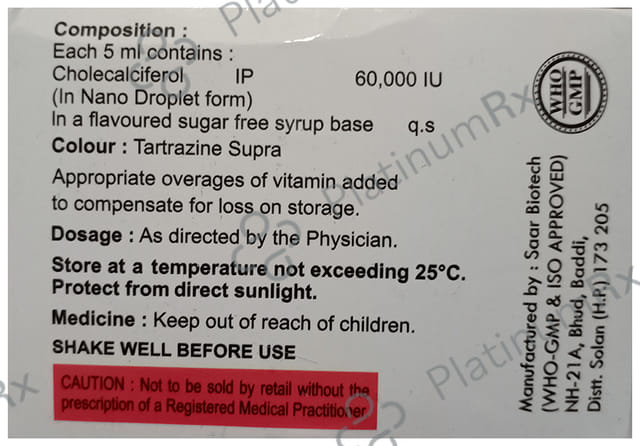 Composition :
Each 5 ml contains :
Cholecalciferol IP 60,000 IU
(In Nano Droplet form)
In a flavoured sugar free syrup base q.s
Colour : Tartrazine Supra
Appropriate overages of vitamin added
to compensate for loss on storage.
Dosage : As directed by the Physician.
Store at a temperature not exceeding 25°C.
Protect from direct sunlight.
Medicine : Keep out of reach of children.
SHAKE WELL BEFORE USE
CAUTION : Not to be sold by retail without the
prescription of a Registered Medical Practitioner
WHO
GMP
Manufactured by : Saar Biotech
(WHO-GMP & ISO APPROVED)
NH-21A, Bhud, Baddi,
Distt. Solan (H.P.) 173 205
PlatinumRx
PlatinumRx
PlatinumRx
Rx